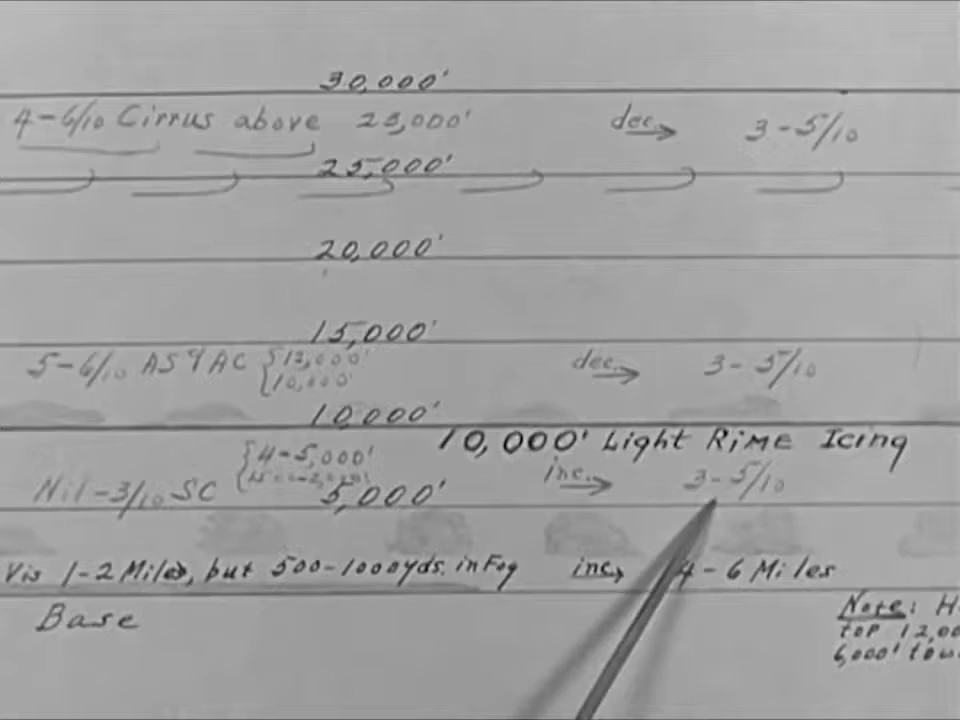 30,000'
4-6/10 Cirrus above 25,000' dec. → 3-5/10
25,000'
20,000'
15,000'
5-6/10 AS & AC { 12,000' dec. → 3-5/10
10,000'
10,000'
10,000' Light Rime Icing
{ 4-5,000'
Nil-3/10 SC 5,000' inc. → 3-5/10
Vis 1-2 Miles, but 500-1000yds. in Fog inc. → 4-6 Miles
Base
Note:
top 12,00
6,000'